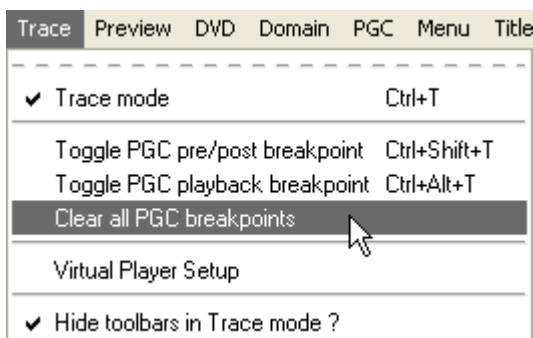 Trace Preview DVD Domain PGC Menu Title
Trace mode Ctrl+T
Toggle PGC pre/post breakpoint Ctrl+Shift+T
Toggle PGC playback breakpoint Ctrl+Alt+T
Clear all PGC breakpoints
Virtual Player Setup
Hide toolbars in Trace mode ?